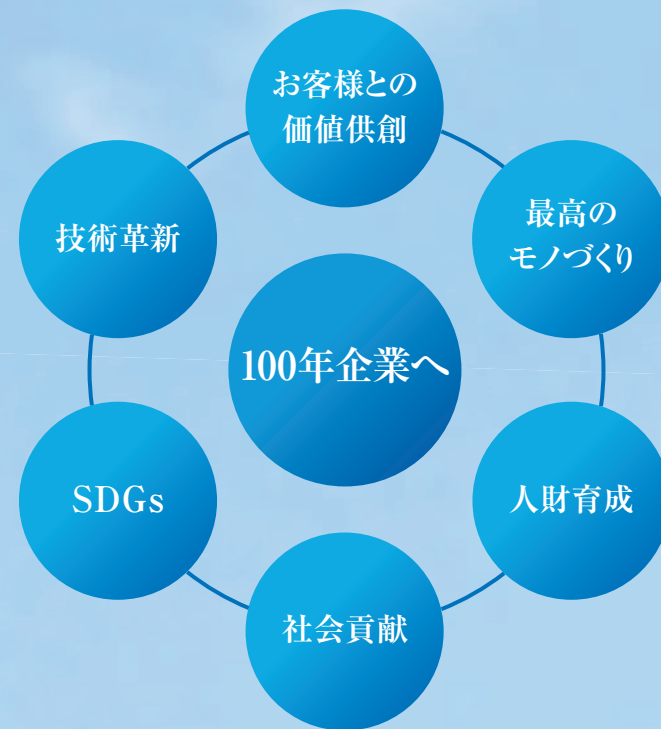 お客様との
価値供創
最高の
モノづくり
技術革新
100年企業へ
SDGs
人財育成
社会貢献